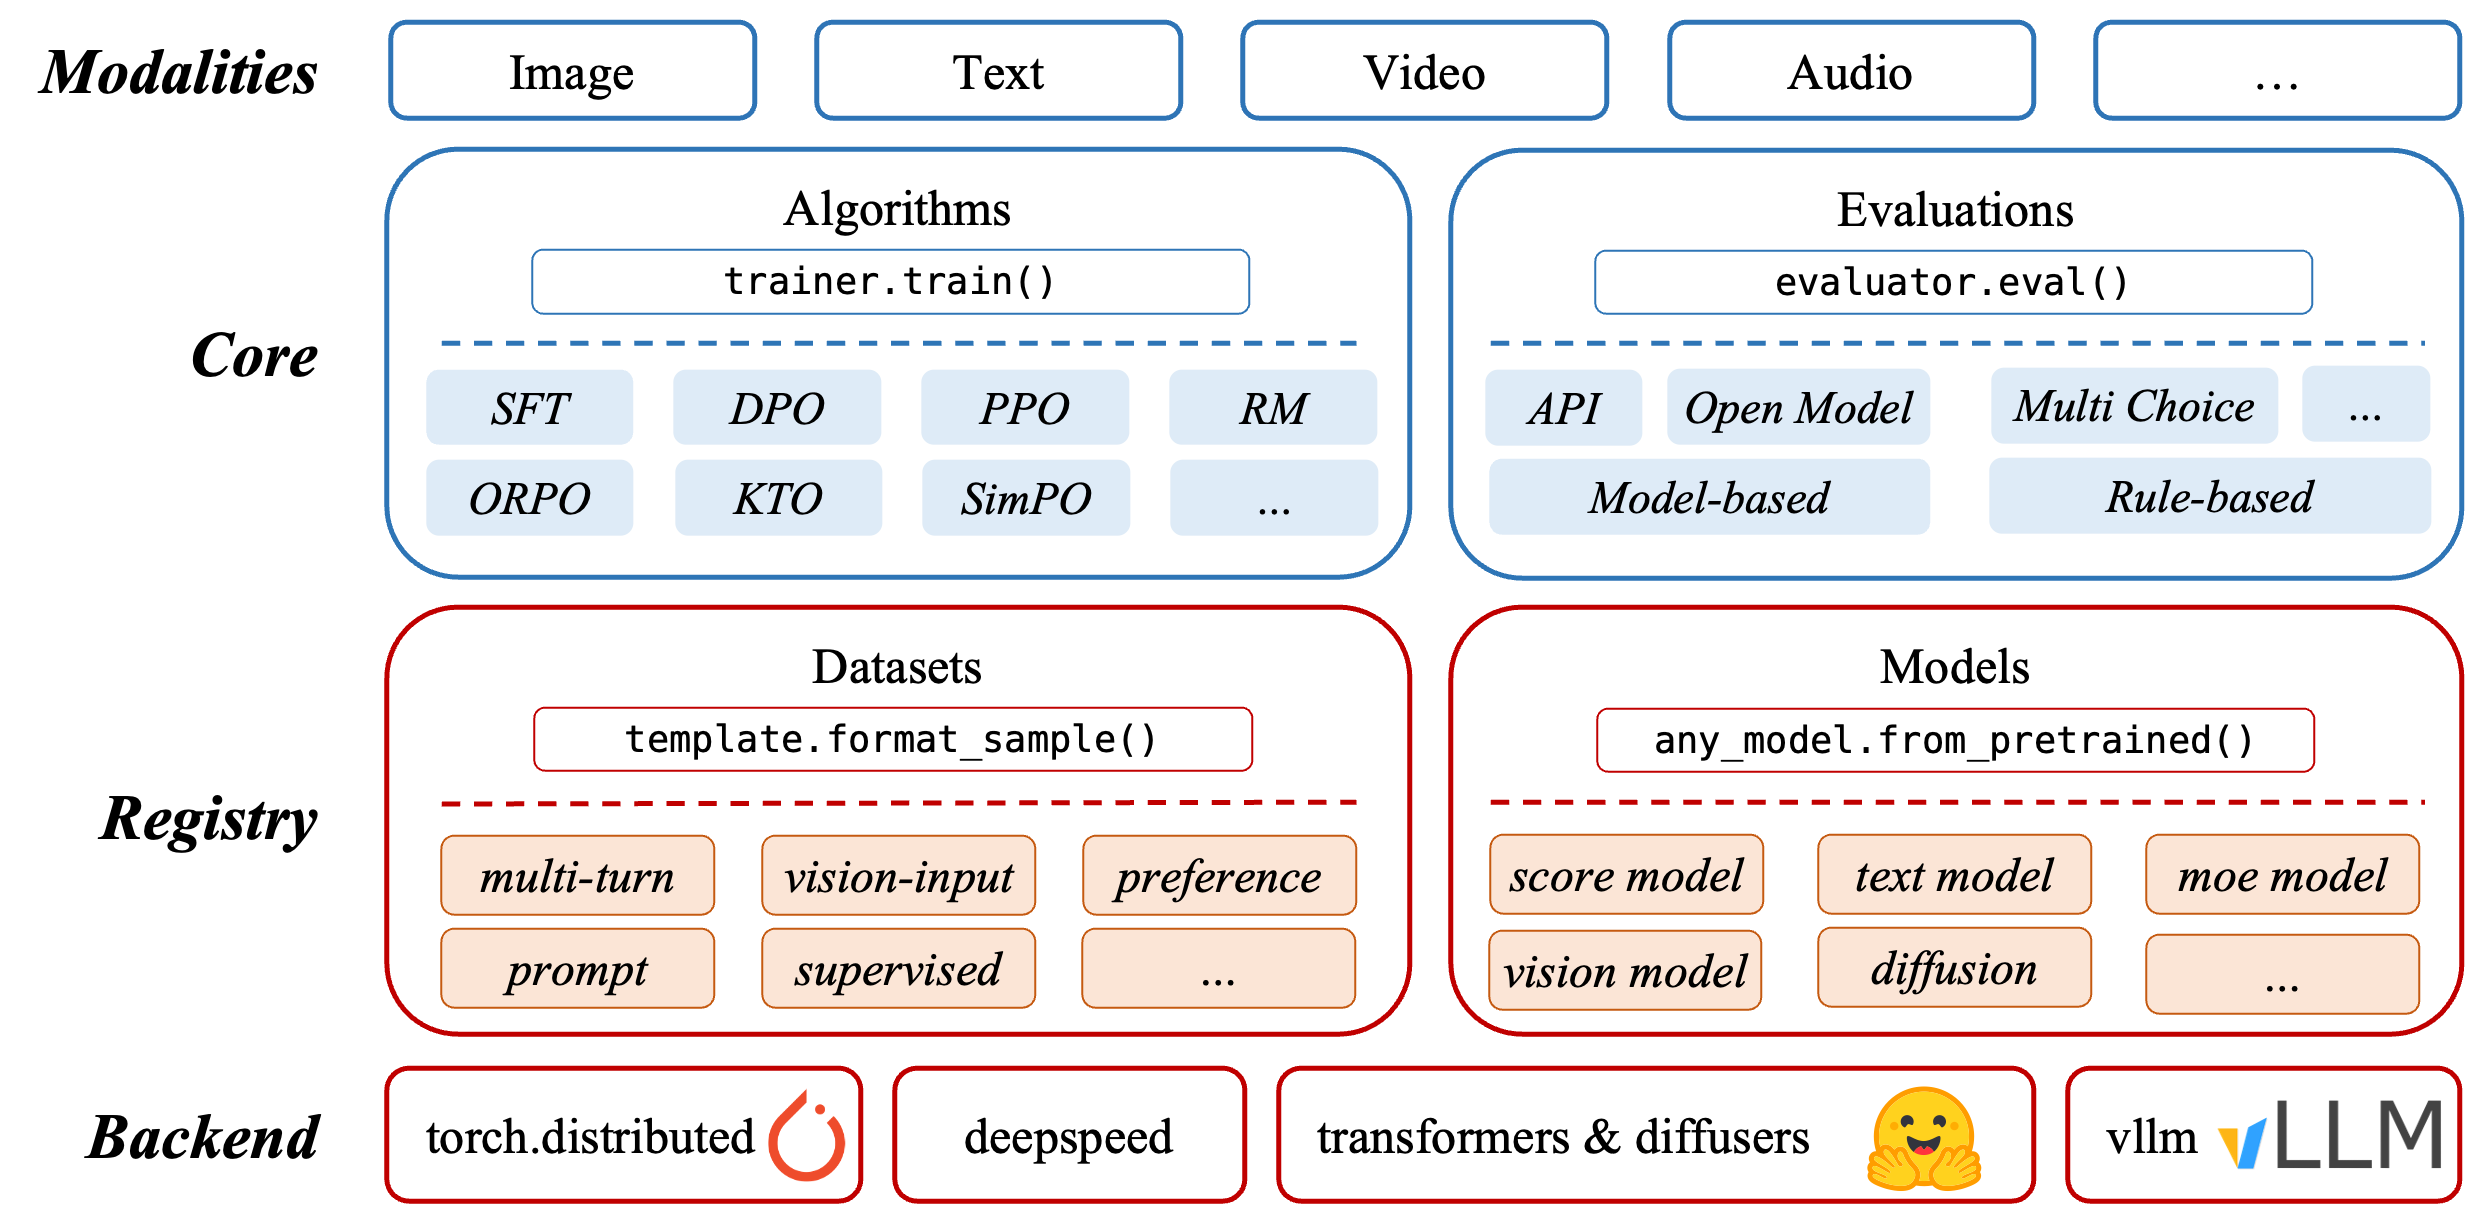 Modalities
Image
Text
Video
Audio
...
Core
Algorithms
trainer.train()
SFT
DPO
PPO
RM
ORPO
KTO
SimPO
...
Evaluations
evaluator.eval()
API
Open Model
Multi Choice
...
Model-based
Rule-based
Registry
Datasets
template.format_sample()
multi-turn
vision-input
preference
prompt
supervised
...
Models
any_model.from_pretrained()
score model
text model
moe model
vision model
diffusion
...
Backend
torch.distributed
deepspeed
transformers & diffusers
vllm
vLLM